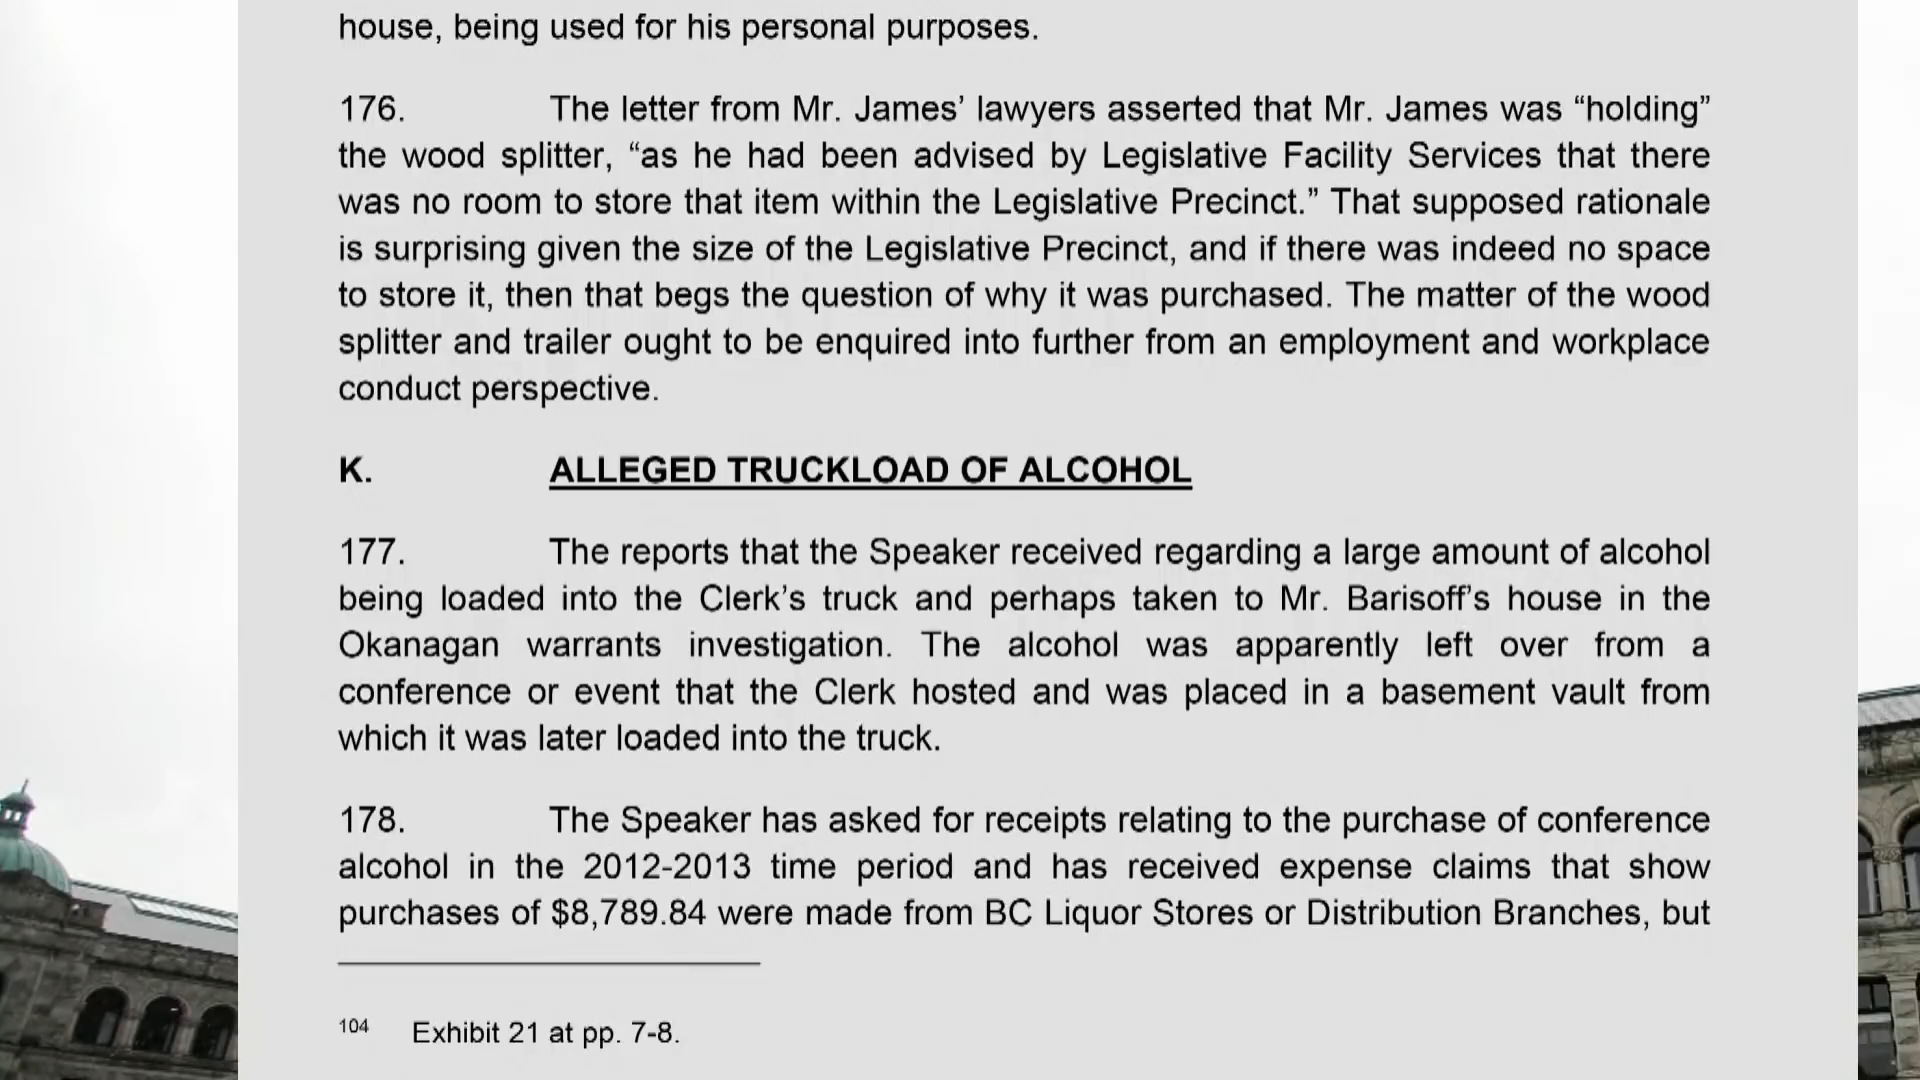 house, being used for his personal purposes.
176. The letter from Mr. James’ lawyers asserted that Mr. James was “holding”
the wood splitter, “as he had been advised by Legislative Facility Services that there
was no room to store that item within the Legislative Precinct.” That supposed rationale
is surprising given the size of the Legislative Precinct, and if there was indeed no space
to store it, then that begs the question of why it was purchased. The matter of the wood
splitter and trailer ought to be enquired into further from an employment and workplace
conduct perspective.
K. ALLEGED TRUCKLOAD OF ALCOHOL
177. The reports that the Speaker received regarding a large amount of alcohol
being loaded into the Clerk’s truck and perhaps taken to Mr. Barisoff’s house in the
Okanagan warrants investigation. The alcohol was apparently left over from a
conference or event that the Clerk hosted and was placed in a basement vault from
which it was later loaded into the truck.
178. The Speaker has asked for receipts relating to the purchase of conference
alcohol in the 2012-2013 time period and has received expense claims that show
purchases of $8,789.84 were made from BC Liquor Stores or Distribution Branches, but
104 Exhibit 21 at pp. 7-8.